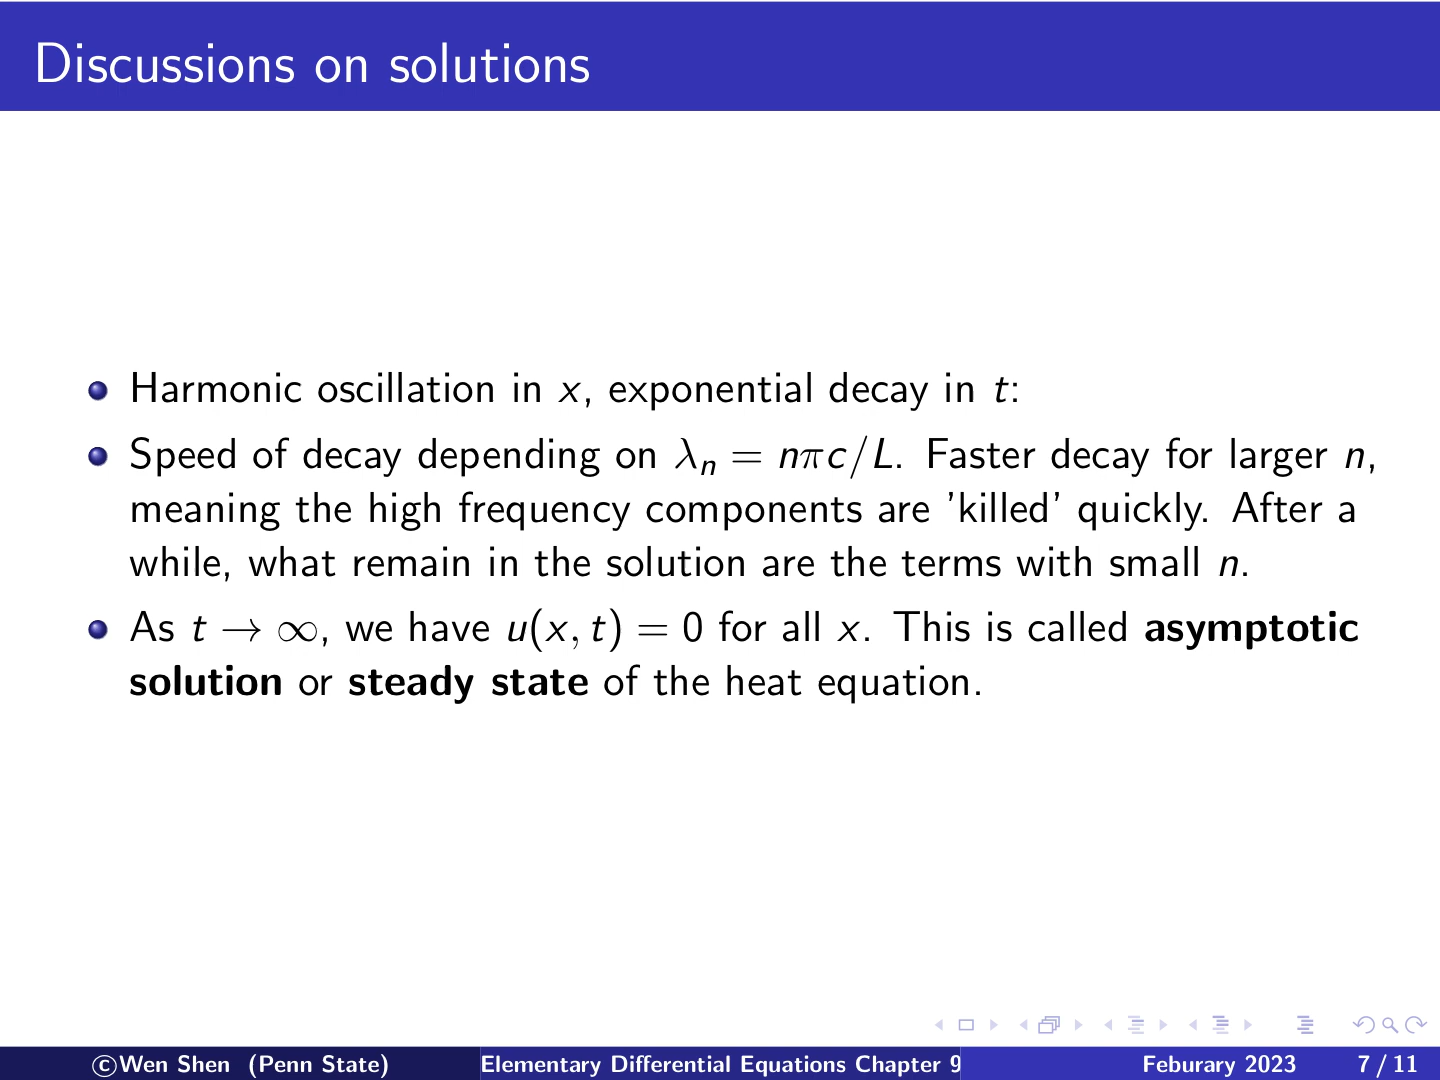 Discussions on solutions
Harmonic oscillation in x, exponential decay in t:
Speed of decay depending on λₙ = nπc/L. Faster decay for larger n,
meaning the high frequency components are 'killed' quickly. After a
while, what remain in the solution are the terms with small n.
As t → ∞, we have u(x, t) = 0 for all x. This is called asymptotic
solution or steady state of the heat equation.
©Wen Shen (Penn State) Elementary Differential Equations Chapter 9 Feburary 2023 7 / 11